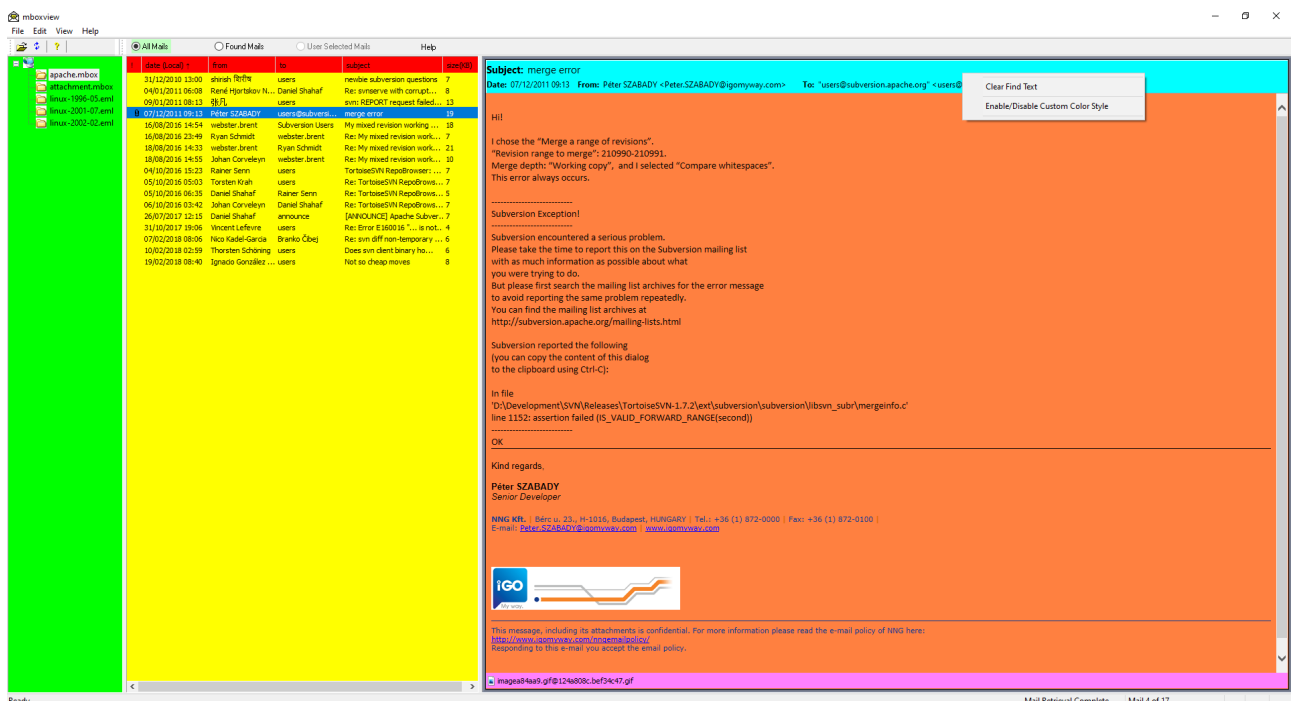 mboxview
File Edit View Help
All Mails Found Mails User Selected Mails Help
apache.mbox
attachment.mbox
linux-1996-05.eml
linux-2001-07.eml
linux-2002-02.eml
date (Local) from to subject size(KB)
31/12/2010 13:00 shirish शिरीष users newbie subversion questions 7
04/01/2011 06:08 René Hjortskov N... Daniel Shahaf Re: svnserve with corrupt... 8
09/01/2011 08:13 张凡 users svn: REPORT request failed... 13
07/12/2011 09:13 Péter SZABADY users@subversi... merge error 19
16/08/2016 14:54 webster.brent Subversion Users My mixed revision working ... 18
16/08/2016 23:49 Ryan Schmidt webster.brent Re: My mixed revision work... 7
18/08/2016 14:33 webster.brent Ryan Schmidt Re: My mixed revision work... 21
18/08/2016 14:55 Johan Corveleyn webster.brent Re: My mixed revision work... 10
04/10/2016 15:23 Rainer Senn users TortoiseSVN RepoBrowser: ... 7
05/10/2016 05:03 Torsten Krah users Re: TortoiseSVN RepoBrows... 7
05/10/2016 06:35 Daniel Shahaf Rainer Senn Re: TortoiseSVN RepoBrows... 5
06/10/2016 03:42 Johan Corveleyn Daniel Shahaf Re: TortoiseSVN RepoBrows... 7
26/07/2017 12:15 Daniel Shahaf announce [ANNOUNCE] Apache Subver... 7
31/10/2017 19:06 Vincent Lefevre users Re: Error E160016 "... is not... 4
07/02/2018 08:06 Nico Kadel-Garcia Branko Čibej Re: svn diff non-temporary ... 6
10/02/2018 02:59 Thorsten Schöning users Does svn client binary ho... 6
19/02/2018 08:40 Ignacio González ... users Not so cheap moves 8
Subject: merge error
Date: 07/12/2011 09:13 From: Péter SZABADY <Peter.SZABADY@igomyway.com> To: "users@subversion.apache.org" <users@
Clear Find Text
Enable/Disable Custom Color Style
Hi!
I chose the “Merge a range of revisions”.
“Revision range to merge”: 210990-210991.
Merge depth: “Working copy”, and I selected “Compare whitespaces”.
This error always occurs.
---------------------------
Subversion Exception!
---------------------------
Subversion encountered a serious problem.
Please take the time to report this on the Subversion mailing list
with as much information as possible about what
you were trying to do.
But please first search the mailing list archives for the error message
to avoid reporting the same problem repeatedly.
You can find the mailing list archives at
http://subversion.apache.org/mailing-lists.html
Subversion reported the following
(you can copy the content of this dialog
to the clipboard using Ctrl-C):
In file
'D:\Development\SVN\Releases\TortoiseSVN-1.7.2\ext\subversion\subversion\libsvn_subr\mergeinfo.c'
line 1152: assertion failed (IS_VALID_FORWARD_RANGE(second))
---------------------------
OK
Kind regards,
Péter SZABADY
Senior Developer
NNG Kft. | Bérc u. 23., H-1016, Budapest, HUNGARY | Tel.: +36 (1) 872-0000 | Fax: +36 (1) 872-0100 |
E-mail: Peter.SZABADY@igomyway.com | www.igomyway.com
iGO
My way.
This message, including its attachments is confidential. For more information please read the e-mail policy of NNG here:
http://www.igomyway.com/nngemailpolicy/
Responding to this e-mail you accept the email policy.
imagea84aa9.gif@124a808c.bef34c47.gif
Ready Mail Retrieval Complete Mail 4 of 17